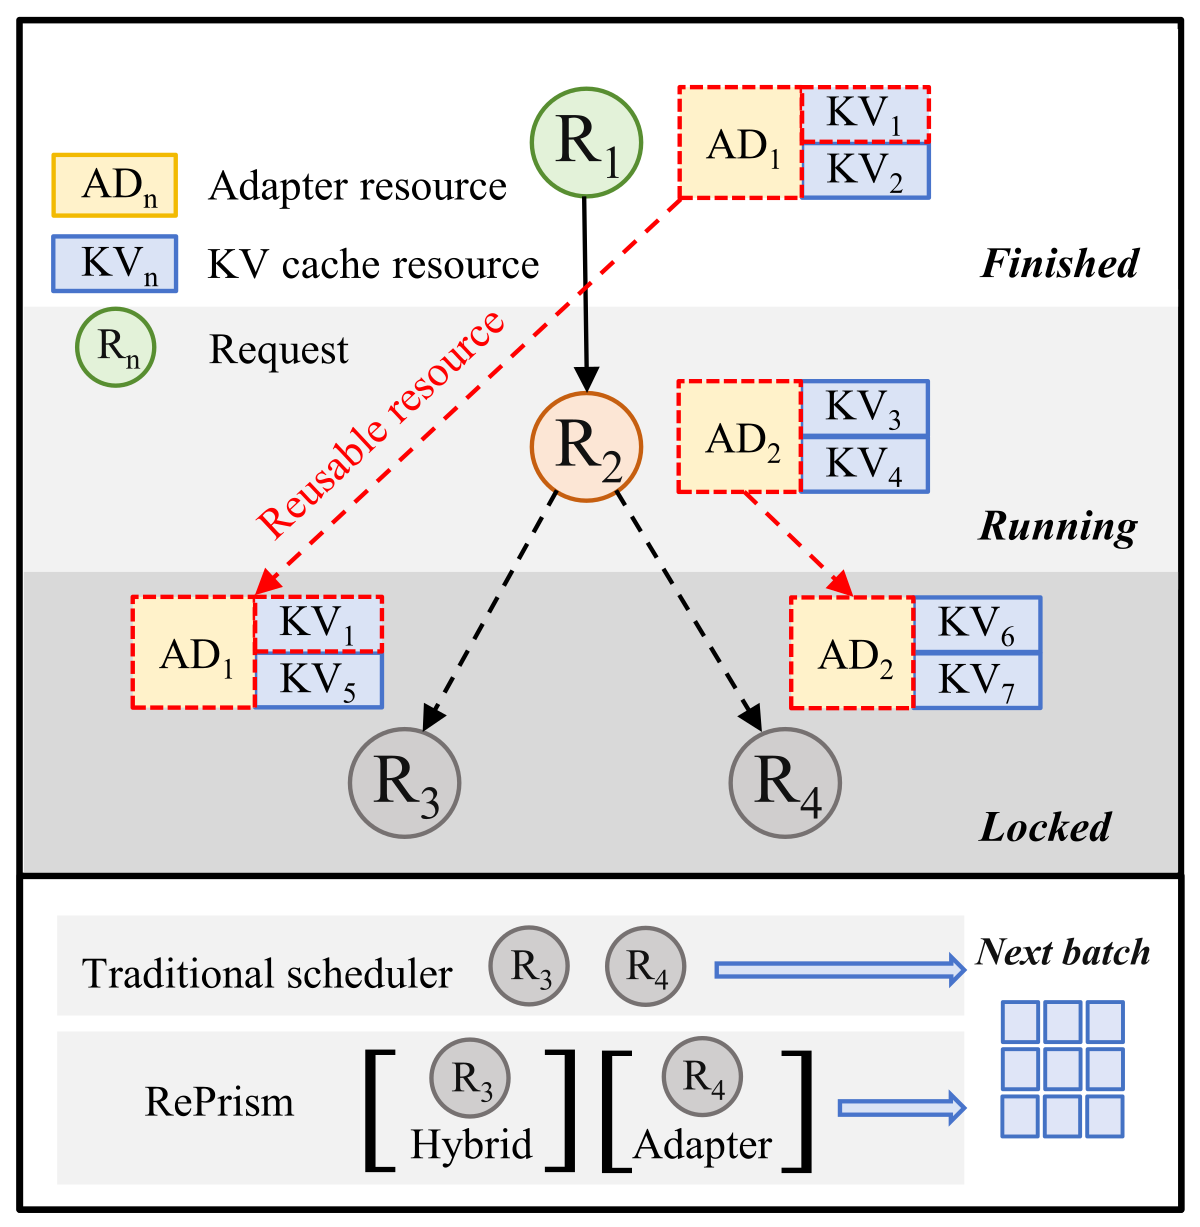 R1
AD1
KV1
KV2
ADn
Adapter resource
KVn
KV cache resource
Finished
Rn
Request
Reusable resource
R2
AD2
KV3
KV4
Running
AD1
KV1
KV5
AD2
KV6
KV7
R3
R4
Locked
Traditional scheduler
R3
R4
Next batch
RePrism
R3
Hybrid
R4
Adapter